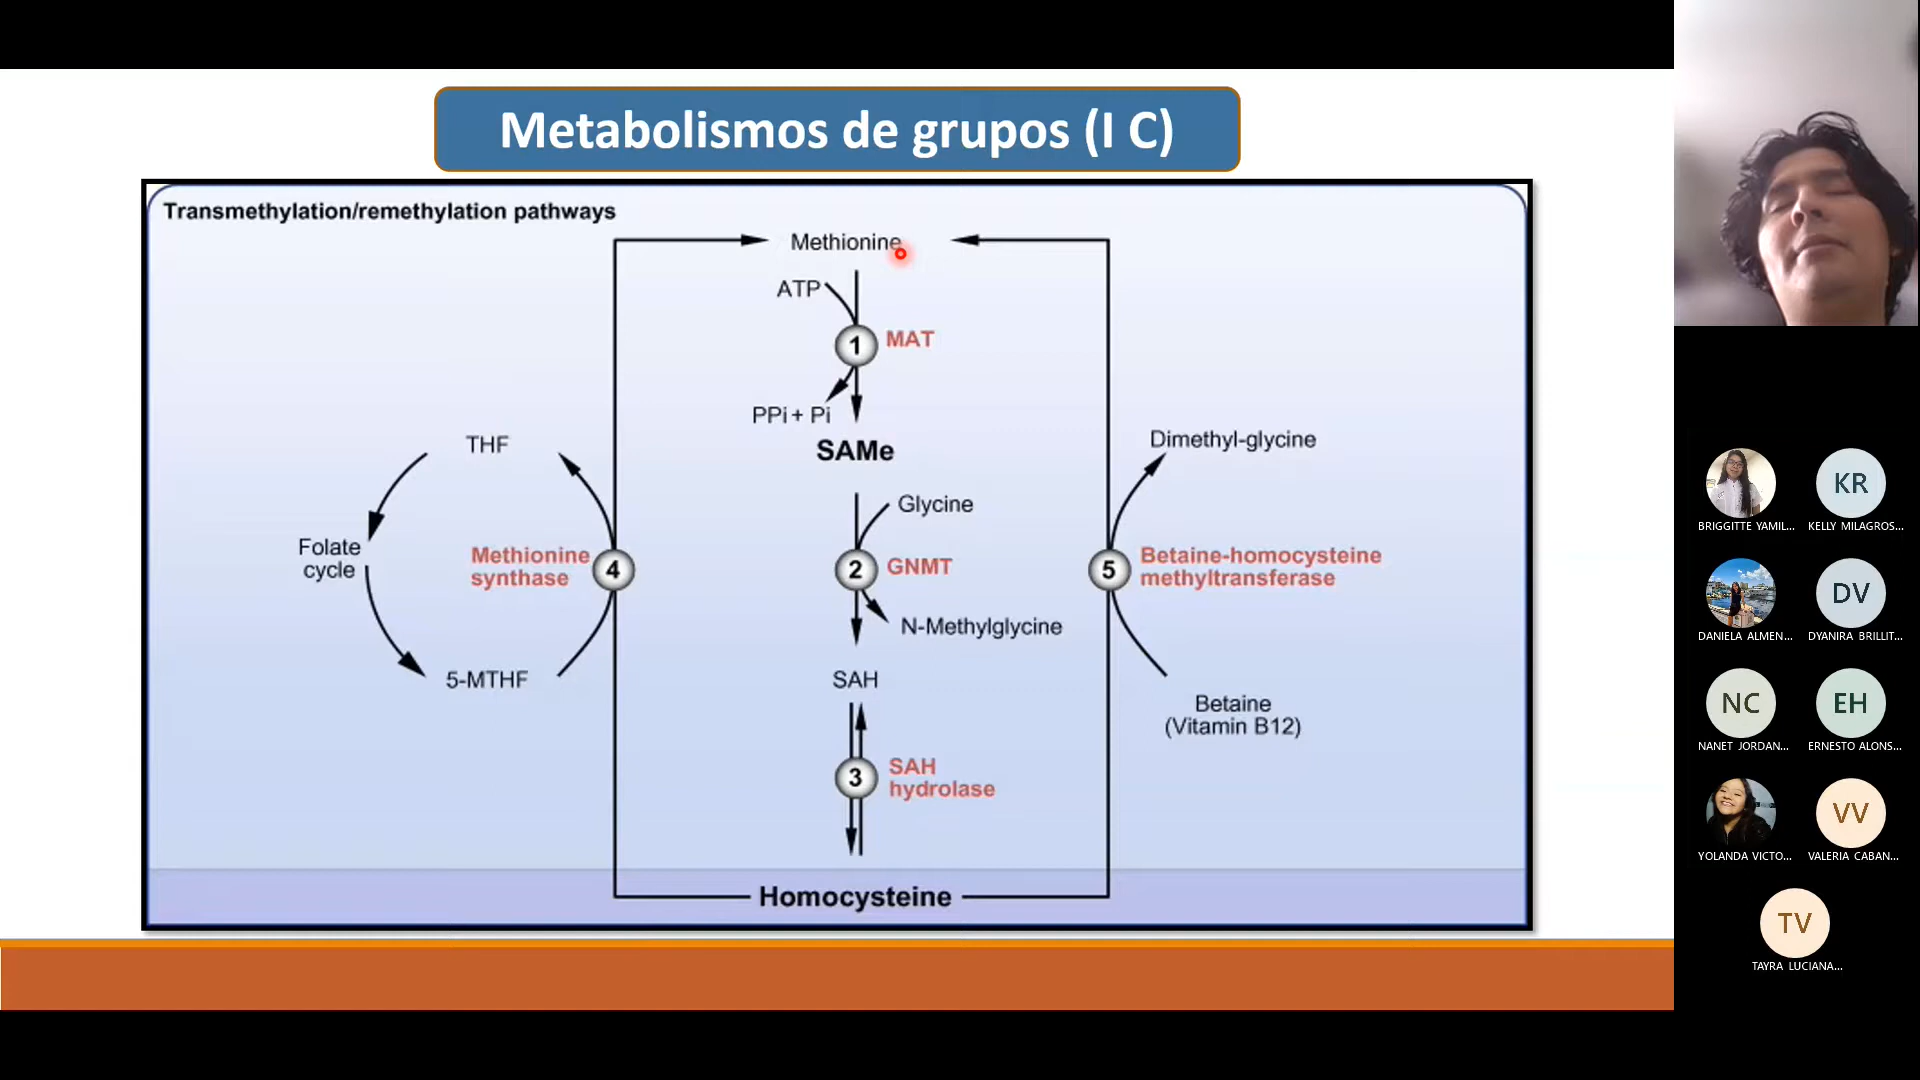 Metabolismos de grupos (I C)
Transmethylation/remethylation pathways
Methionine
ATP
1
MAT
PPi + Pi
SAMe
THF
Dimethyl-glycine
Glycine
Folate
cycle
Methionine
synthase
4
2
GNMT
5
Betaine-homocysteine
methyltransferase
N-Methylglycine
5-MTHF
SAH
Betaine
(Vitamin B12)
3
SAH
hydrolase
Homocysteine
KR
BRIGGITTE YAMIL...
KELLY MILAGROS...
DV
DANIELA ALMEN...
DYANIRA BRILLIT...
NC
EH
NANET JORDAN...
ERNESTO ALONS...
VV
YOLANDA VICTO...
VALERIA CABAN...
TV
TAYRA LUCIANA...